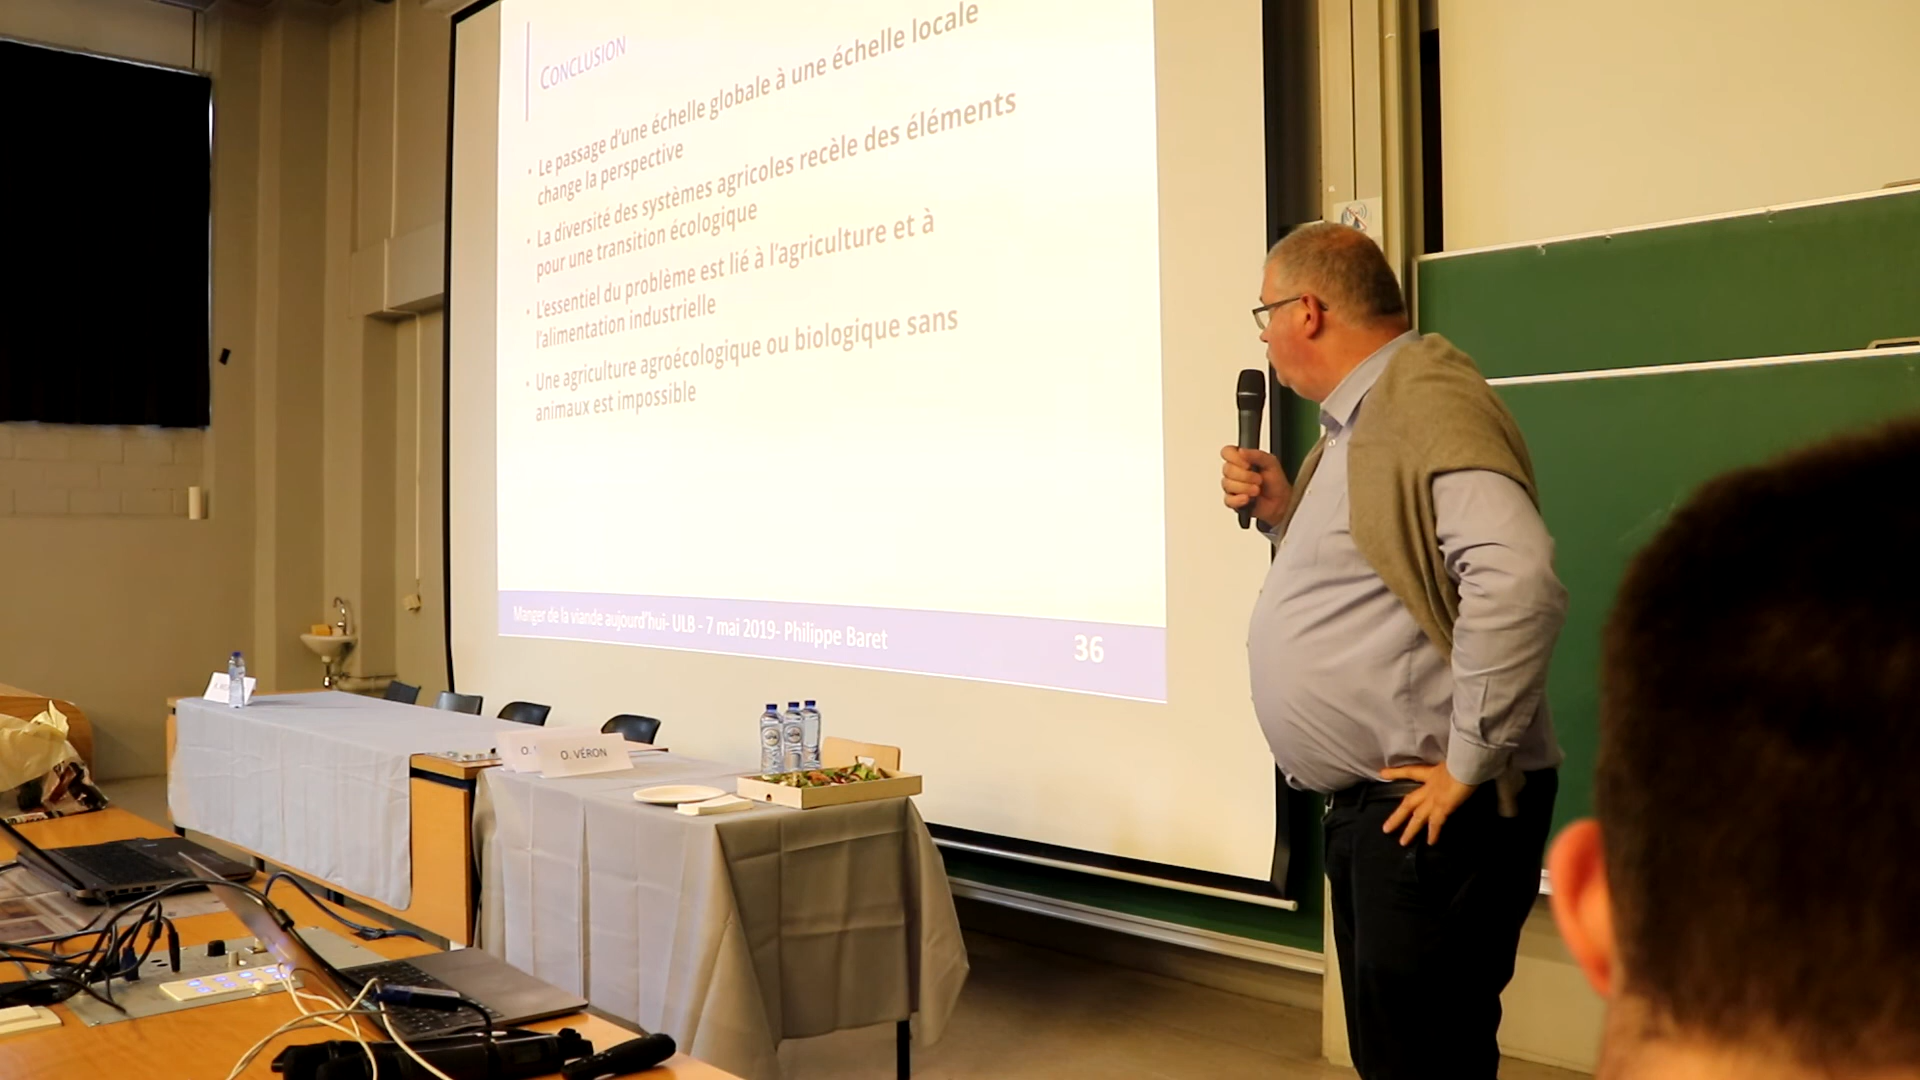 CONCLUSION
• Le passage d'une échelle globale à une échelle locale
change la perspective
• La diversité des systèmes agricoles recèle des éléments
pour une transition écologique
• L'essentiel du problème est lié à l'agriculture et à
l'alimentation industrielle
• Une agriculture agroécologique ou biologique sans
animaux est impossible
Manger de la viande aujourd'hui- ULB - 7 mai 2019- Philippe Baret
36
O.
O. VÉRON